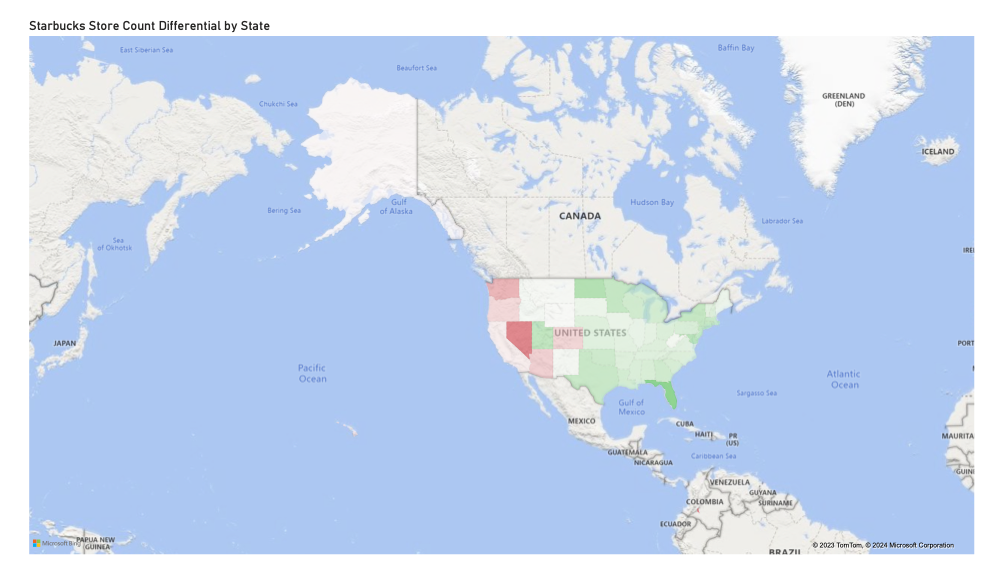 Starbucks Store Count Differential by State
East Siberian Sea
Baffin Bay
Beaufort Sea
GREENLAND
(DEN)
Chukchi Sea
ICELAND
Gulf
of Alaska
Bering Sea
Hudson Bay
CANADA
Labrador Sea
Sea
of Okhotsk
IRE
UNITED STATES
JAPAN
PORT
Pacific
Ocean
Atlantic
Ocean
Sargasso Sea
Gulf of
Mexico
MEXICO
CUBA
HAITI
PR
(US)
MAURITA
GUATEMALA
Caribbean Sea
NICARAGUA
GUIN
VENEZUELA
GUYANA
COLOMBIA
SURINAME
ECUADOR
Microsoft Bing
PAPUA NEW
GUINEA
BRAZIL
© 2023 TomTom, © 2024 Microsoft Corporation